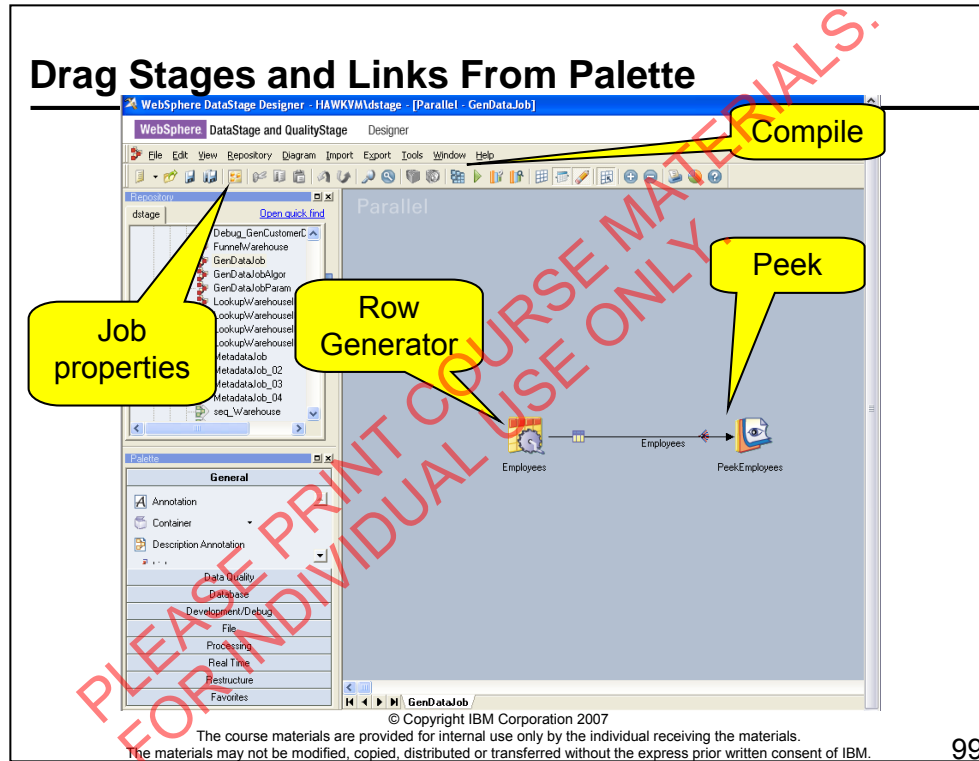 Drag Stages and Links From Palette
WebSphere DataStage Designer - HAWKVM\dstage - [Parallel - GenDataJob]
WebSphere DataStage and QualityStage Designer
Compile
File Edit View Repository Diagram Import Export Tools Window Help
Repository
dstage Open quick find
Parallel
Debug_GenCustomerC
FunnelWarehouse
GenDataJob
GenDataJobAlgor
GenDataJobParam
LookupWarehouseI
LookupWarehouseI
LookupWarehouseI
MetadataJob
MetadataJob_02
MetadataJob_03
MetadataJob_04
seq_Warehouse
Job
properties
Row
Generator
Peek
Employees
Employees
PeekEmployees
Palette
General
Annotation
Container
Description Annotation
Data Quality
Database
Development/Debug
File
Processing
Real Time
Restructure
Favorites
GenDataJob
PLEASE PRINT COURSE MATERIALS.
FOR INDIVIDUAL USE ONLY.
© Copyright IBM Corporation 2007
The course materials are provided for internal use only by the individual receiving the materials.
The materials may not be modified, copied, distributed or transferred without the express prior written consent of IBM.
99